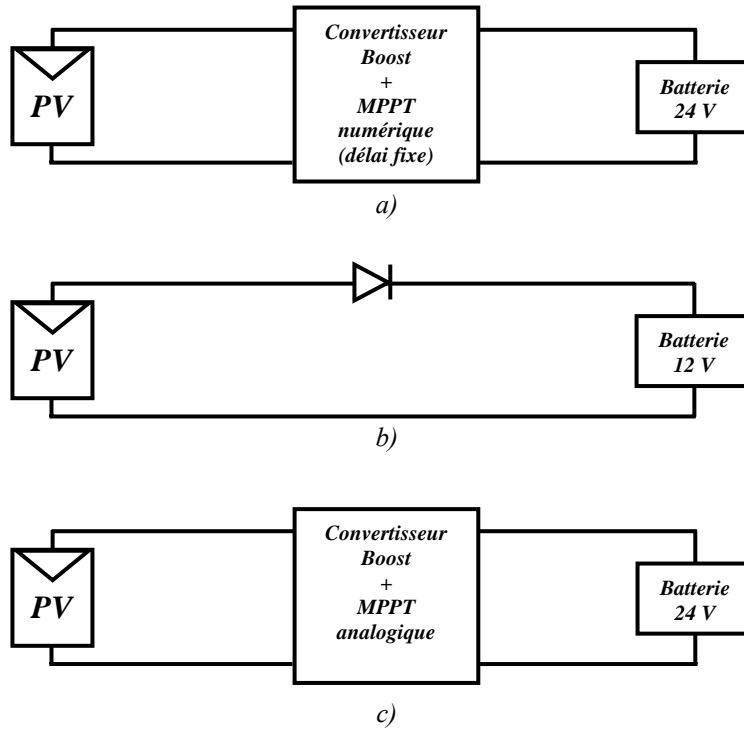 PV
Convertisseur
Boost
+
MPPT
numérique
(délai fixe)
Batterie
24 V
a)
PV
Batterie
12 V
b)
PV
Convertisseur
Boost
+
MPPT
analogique
Batterie
24 V
c)